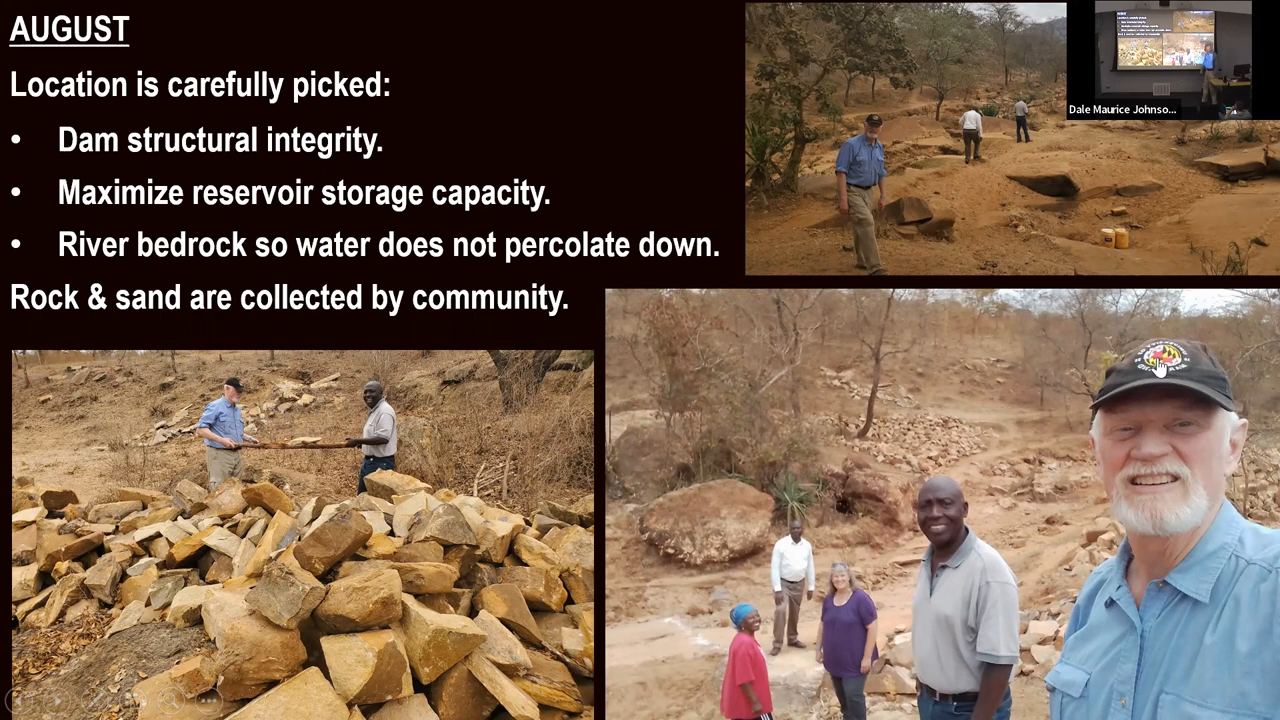 AUGUST
Location is carefully picked:
• Dam structural integrity.
• Maximize reservoir storage capacity.
• River bedrock so water does not percolate down.
Rock & sand are collected by community.
Dale Maurice Johnso...